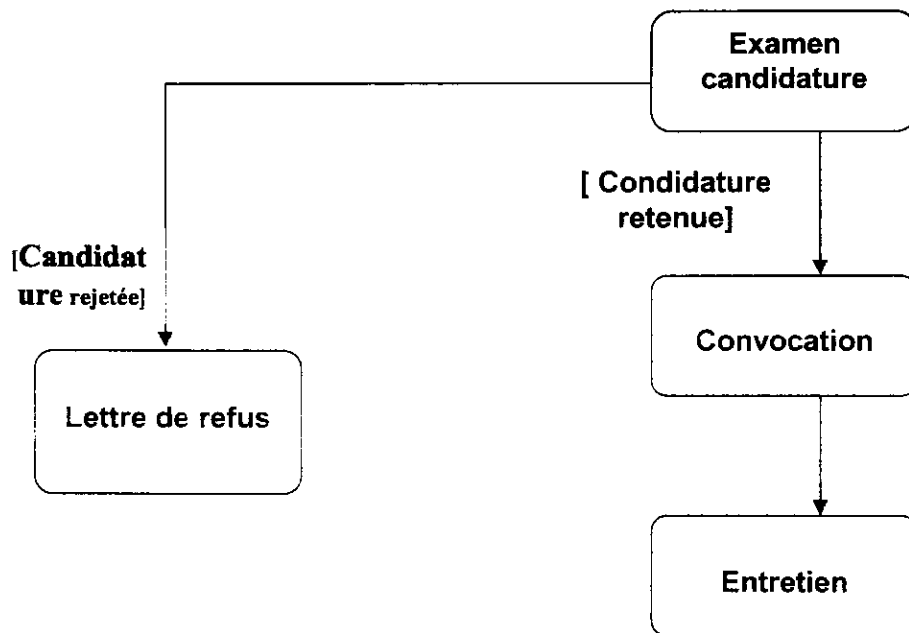 Examen
candidature
[ Condidature
retenue]
[Candidat
ure rejetée]
Convocation
Lettre de refus
Entretien